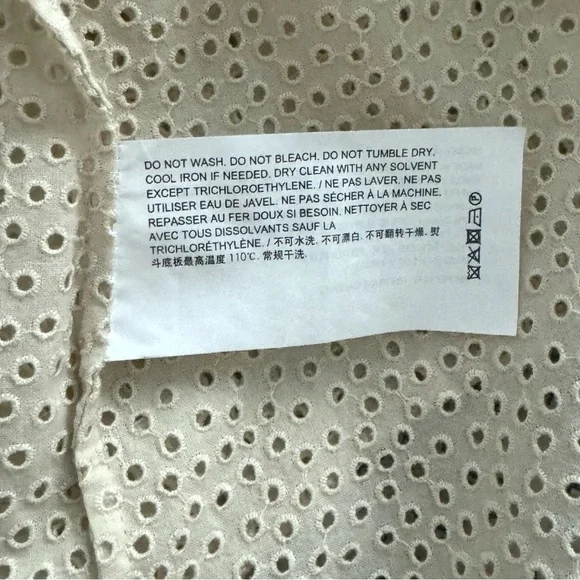 DO NOT WASH. DO NOT BLEACH. DO NOT TUMBLE DRY.
COOL IRON IF NEEDED. DRY CLEAN WITH ANY SOLVENT
EXCEPT TRICHLOROETHYLENE. / NE PAS LAVER. NE PAS
UTILISER EAU DE JAVEL. NE PAS SÉCHER À LA MACHINE.
REPASSER AU FER DOUX SI BESOIN. NETTOYER À SEC
AVEC TOUS DISSOLVANTS SAUF LA
TRICHLORÉTHYLÈNE. / 不可水洗. 不可漂白. 不可翻转干燥. 熨
斗底板最高温度 110℃. 常规干洗.